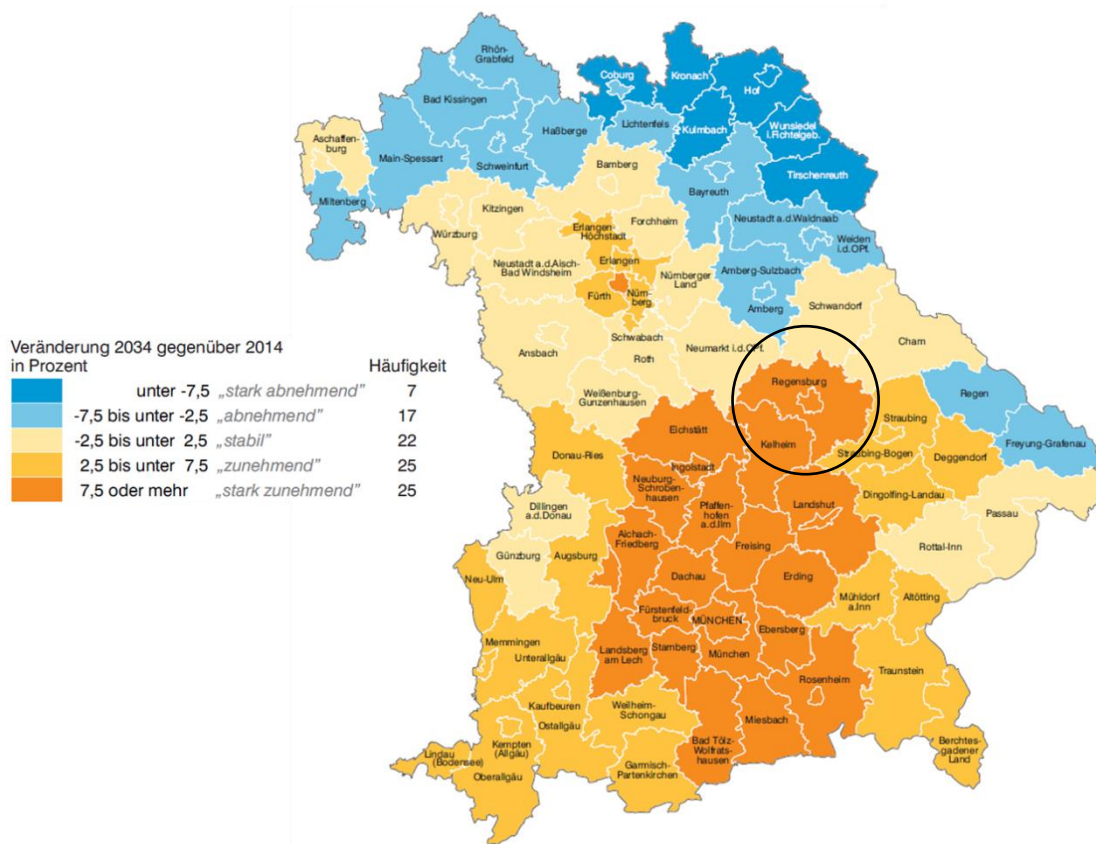 Rhön-
Grabfeld
Coburg
Kronach
Hof
Bad Kissingen
Lichtenfels
Kulmbach
Wunsiedel
i.Fichtelgeb.
Haßberge
Aschaffen-
burg
Main-Spessart
Schweinfurt
Bamberg
Tirschenreuth
Bayreuth
Miltenberg
Kitzingen
Neustadt a.d.Waldnaab
Würzburg
Erlangen-
Höchstadt
Forchheim
Weiden
i.d.OPf.
Neustadt a.d.Aisch-
Bad Windsheim
Erlangen
Nürnberger
Land
Amberg-Sulzbach
Fürth
Nürn-
berg
Amberg
Schwandorf
Ansbach
Schwabach
Roth
Neumarkt i.d.OPf.
Cham
Veränderung 2034 gegenüber 2014
in Prozent
Häufigkeit
unter -7,5 „stark abnehmend” 7
-7,5 bis unter -2,5 „abnehmend” 17
-2,5 bis unter 2,5 „stabil” 22
2,5 bis unter 7,5 „zunehmend” 25
7,5 oder mehr „stark zunehmend” 25
Weißenburg-
Gunzenhausen
Regensburg
Regen
Eichstätt
Kelheim
Straubing
Freyung-Grafenau
Donau-Ries
Straubing-Bogen
Deggendorf
Ingolstadt
Neuburg-
Schroben-
hausen
Dingolfing-Landau
Dillingen
a.d.Donau
Pfaffen-
hofen
a.d.Ilm
Landshut
Passau
Aichach-
Friedberg
Freising
Rottal-Inn
Günzburg
Augsburg
Neu-Ulm
Dachau
Erding
Mühldorf
a.Inn
Altötting
Fürstenfeld-
bruck
MÜNCHEN
Ebersberg
Memmingen
Unterallgäu
Landsberg
am Lech
Starnberg
München
Traunstein
Rosenheim
Kaufbeuren
Ostallgäu
Weilheim-
Schongau
Miesbach
Bad Tölz-
Wolfrats-
hausen
Kempten
(Allgäu)
Lindau
(Bodensee)
Oberallgäu
Garmisch-
Partenkirchen
Berchtes-
gadener
Land